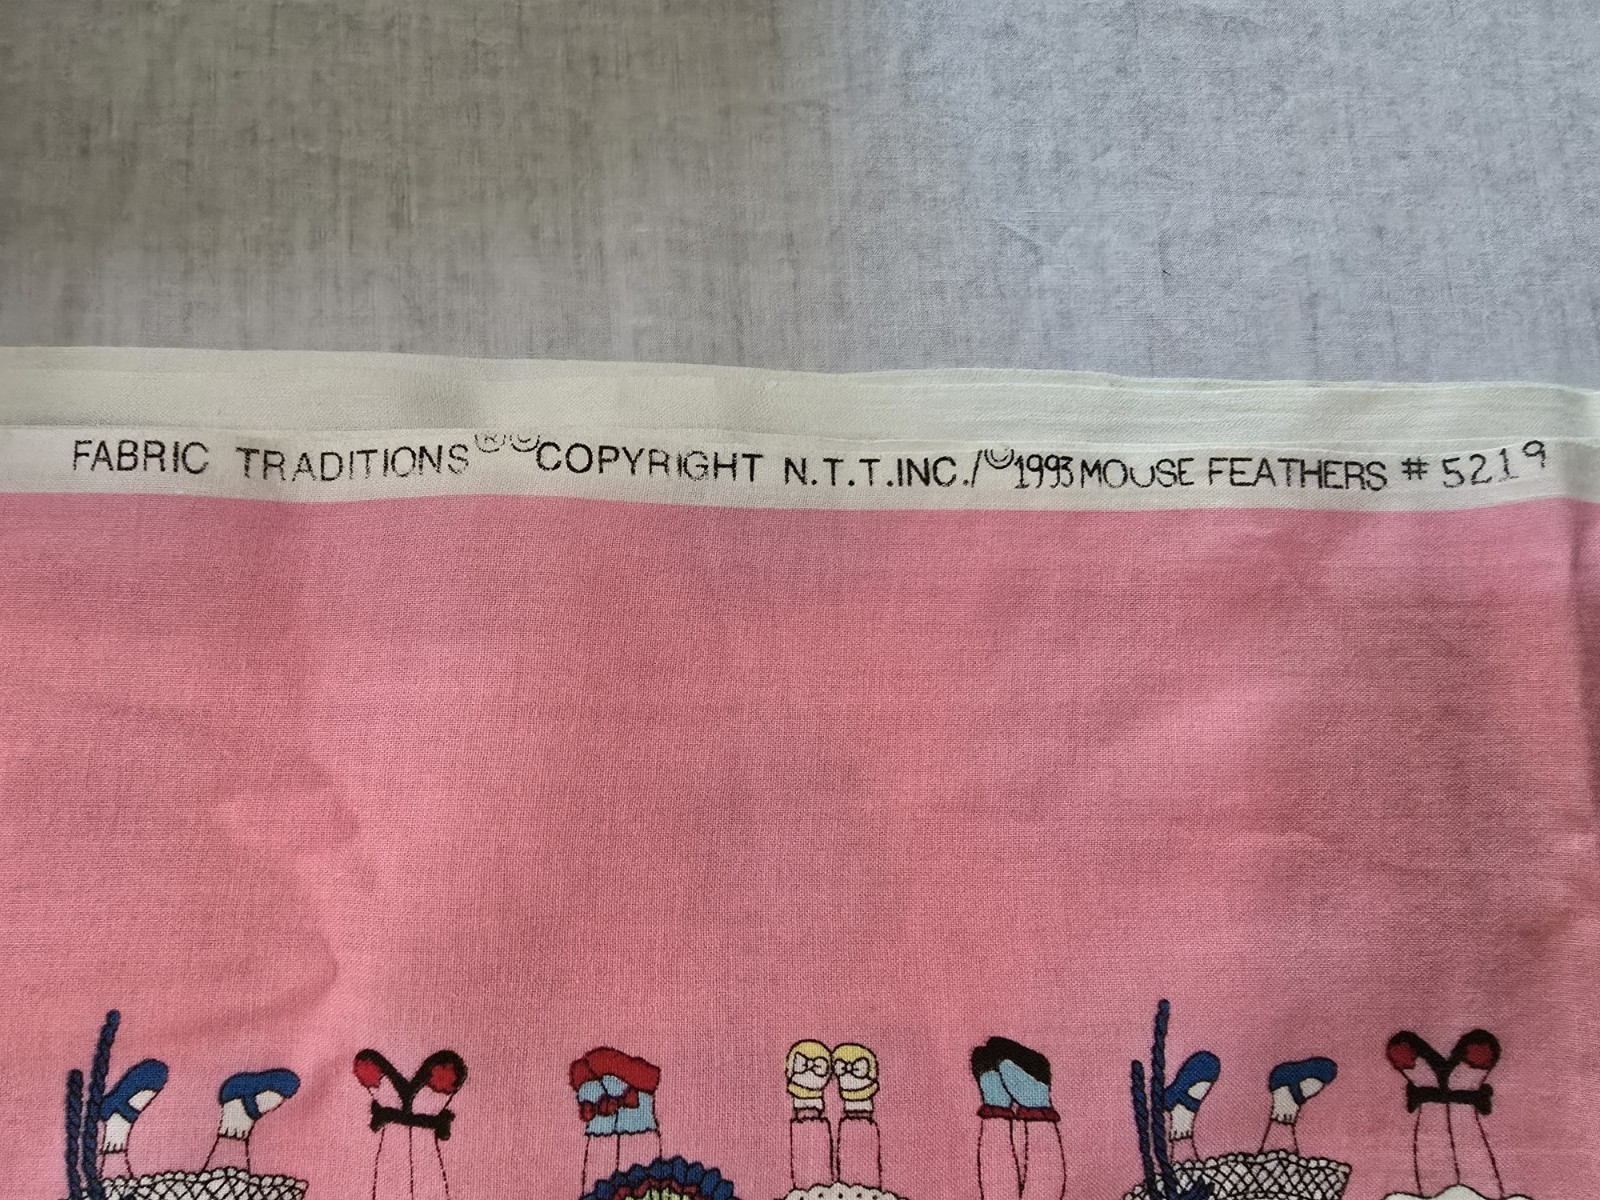 FABRIC TRADITIONS®©COPYRIGHT N.T.T.INC./©1993 MOUSE FEATHERS # 5219